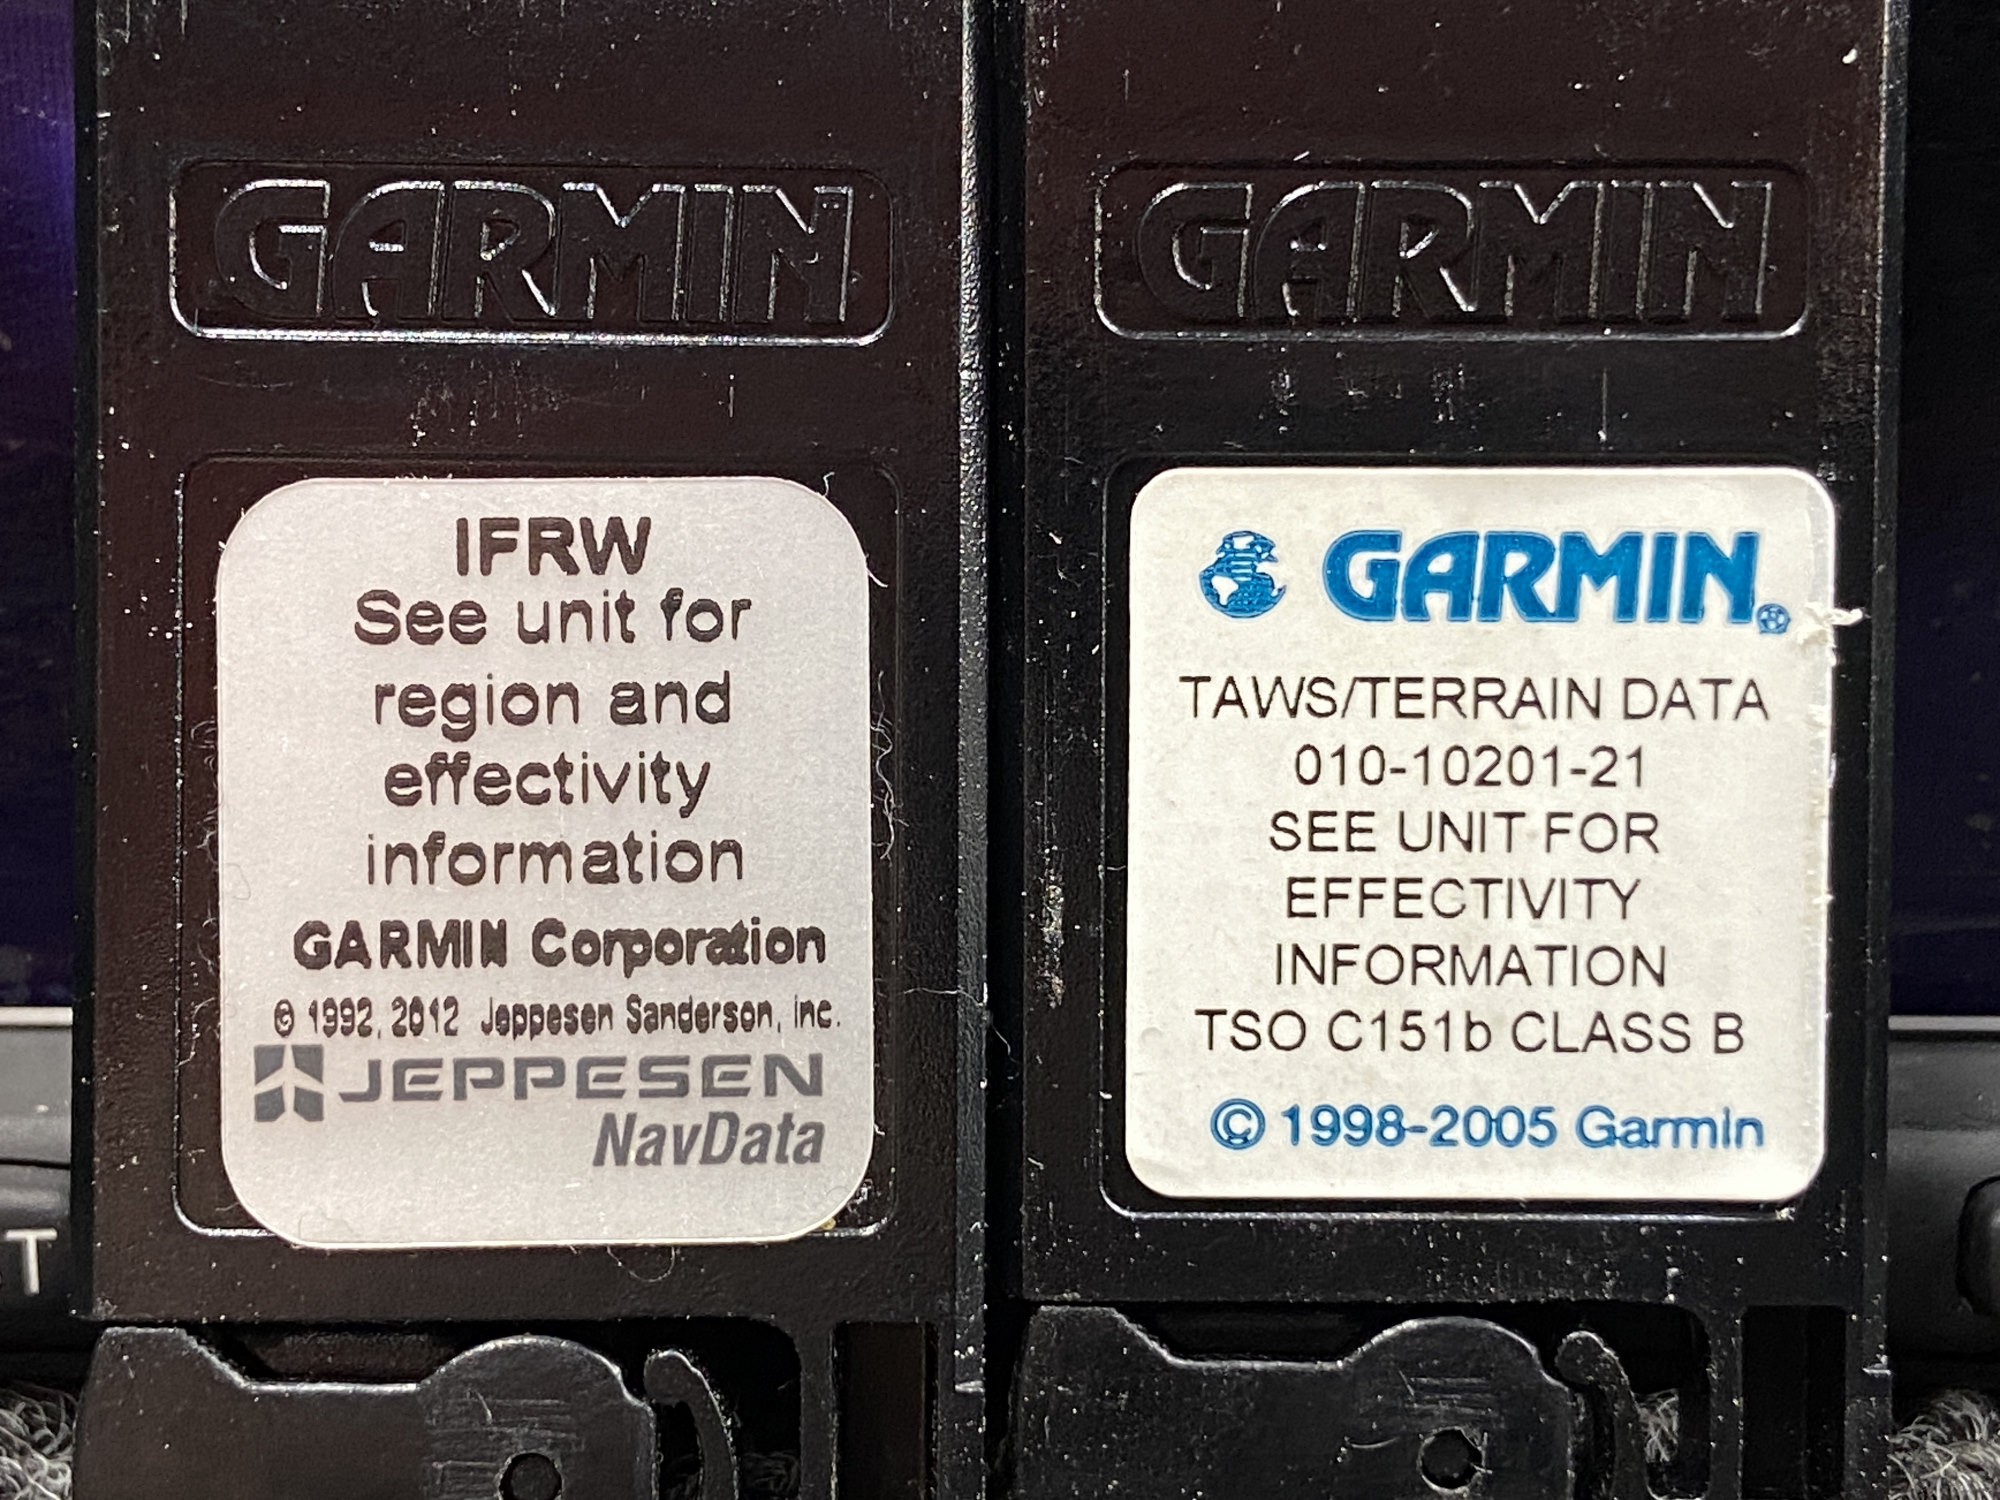 GARMIN
IFRW
See unit for
region and
effectivity
information
GARMIN Corporation
© 1992, 2012 Jeppesen Sanderson, inc.
JEPPESEN
NavData
GARMIN
GARMIN®
TAWS/TERRAIN DATA
010-10201-21
SEE UNIT FOR
EFFECTIVITY
INFORMATION
TSO C151b CLASS B
© 1998-2005 Garmin
T